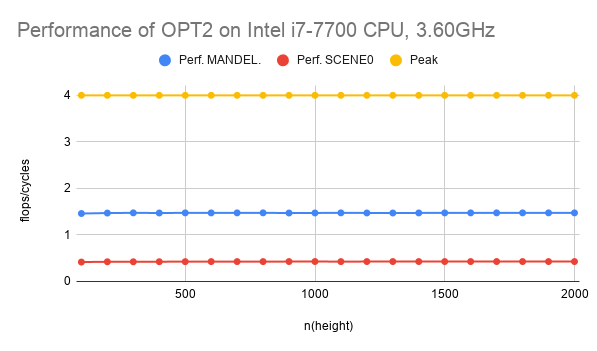 Performance of OPT2 on Intel i7-7700 CPU, 3.60GHz
Perf. MANDEL. Perf. SCENE0 Peak
4
3
2
1
0
flops/cycles
500 1000 1500 2000
n(height)